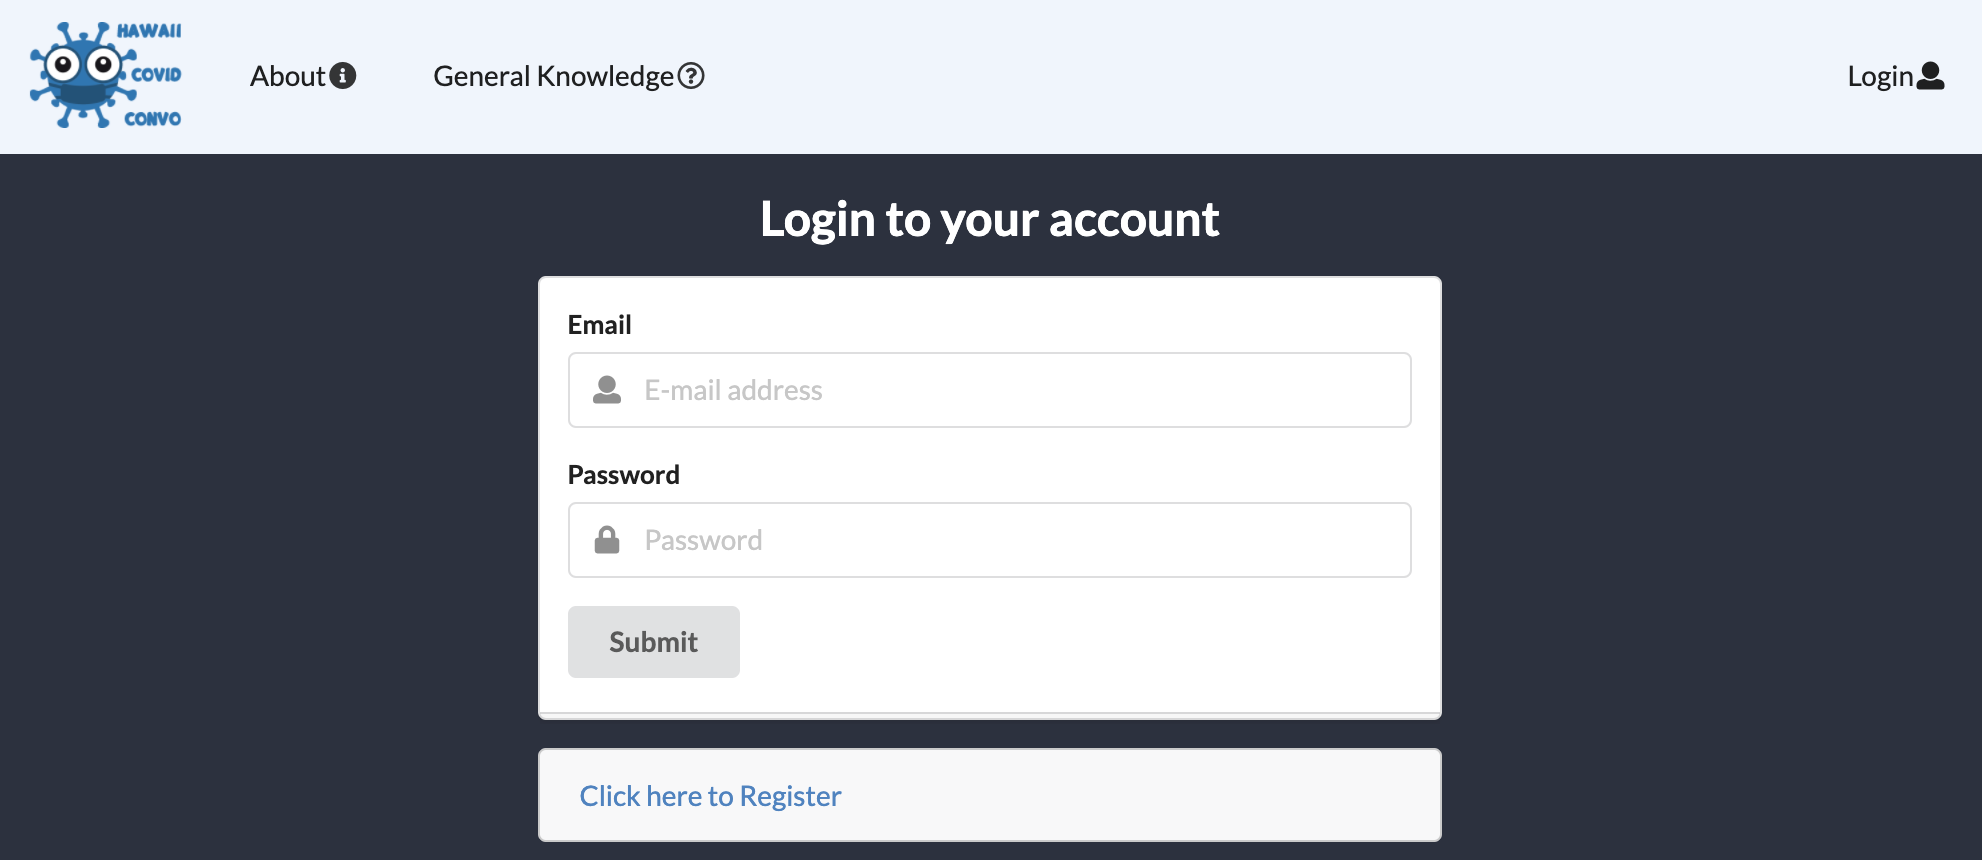 HAWAII
COVID
CONVO
About
General Knowledge
Login
Login to your account
Email
E-mail address
Password
Password
Submit
Click here to Register